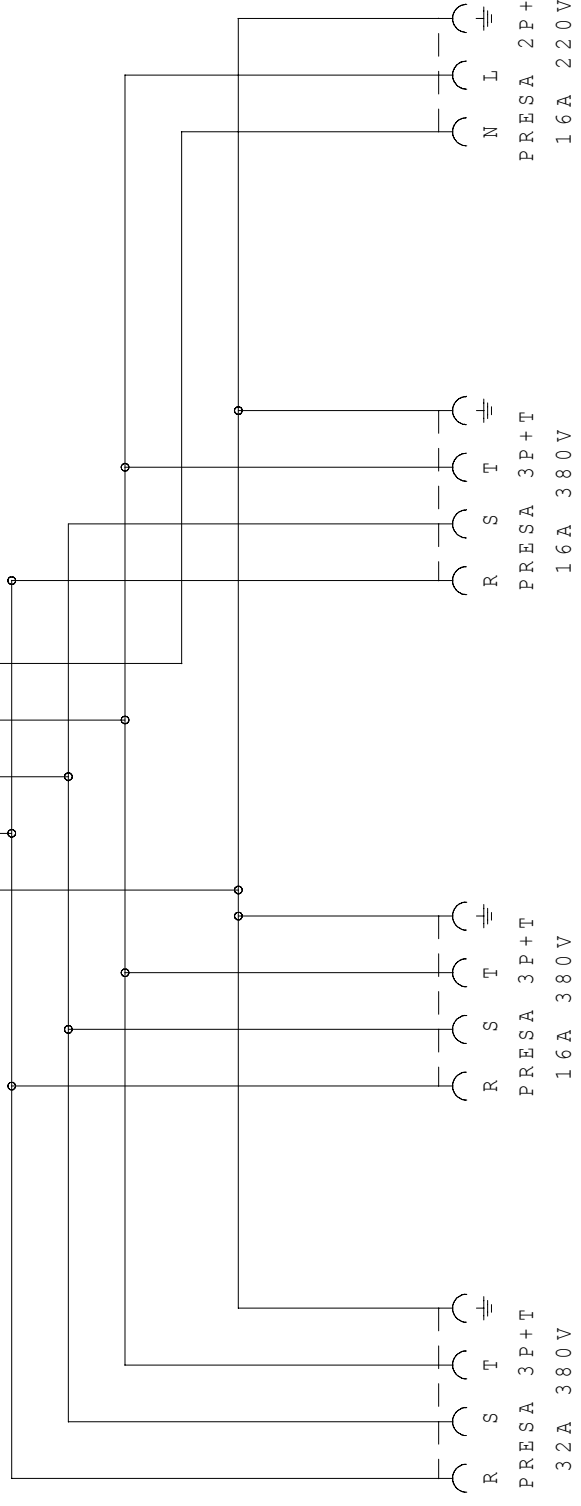 R S T
PRESA 3P+T
32A 380V
R S T
PRESA 3P+T
16A 380V
R S T
PRESA 3P+T
16A 380V
N L
PRESA 2P+
16A 220V